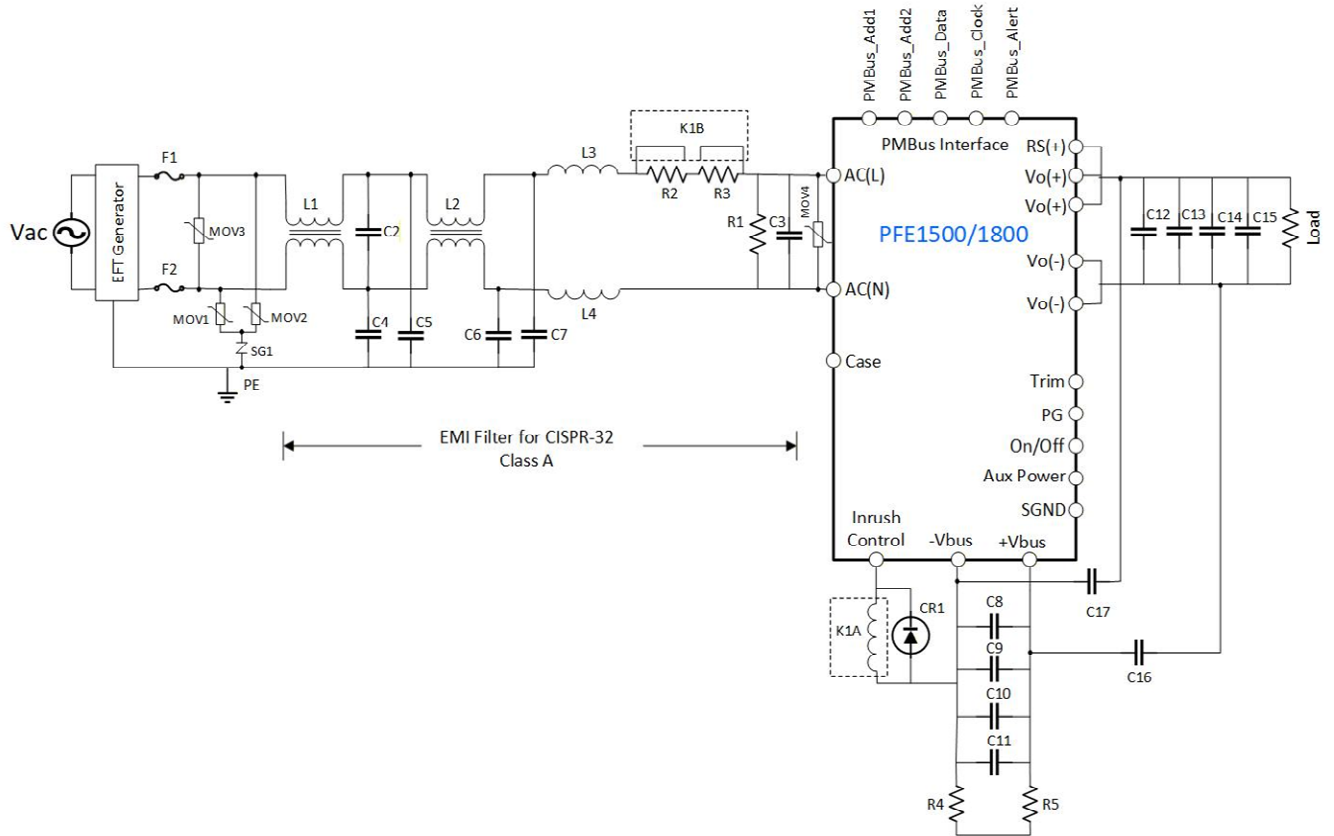 PMBus_Add1
PMBus_Add2
PMBus_Data
PMBus_Clock
PMBus_Alert
PMBus Interface
K1B
F1
L3
RS(+)
R2
R3
AC(L)
Vo(+)
L1
L2
MOV4
Vo(+)
Vac
EFT Generator
MOV3
C2
R1
C3
PFE1500/1800
C12
C13
C14
C15
Load
F2
Vo(-)
AC(N)
Vo(-)
MOV1
MOV2
L4
C4
C5
C6
C7
SG1
Case
PE
Trim
PG
EMI Filter for CISPR-32
Class A
On/Off
Aux Power
SGND
Inrush
Control
-Vbus
+Vbus
C17
K1A
CR1
C8
C9
C16
C10
C11
R4
R5